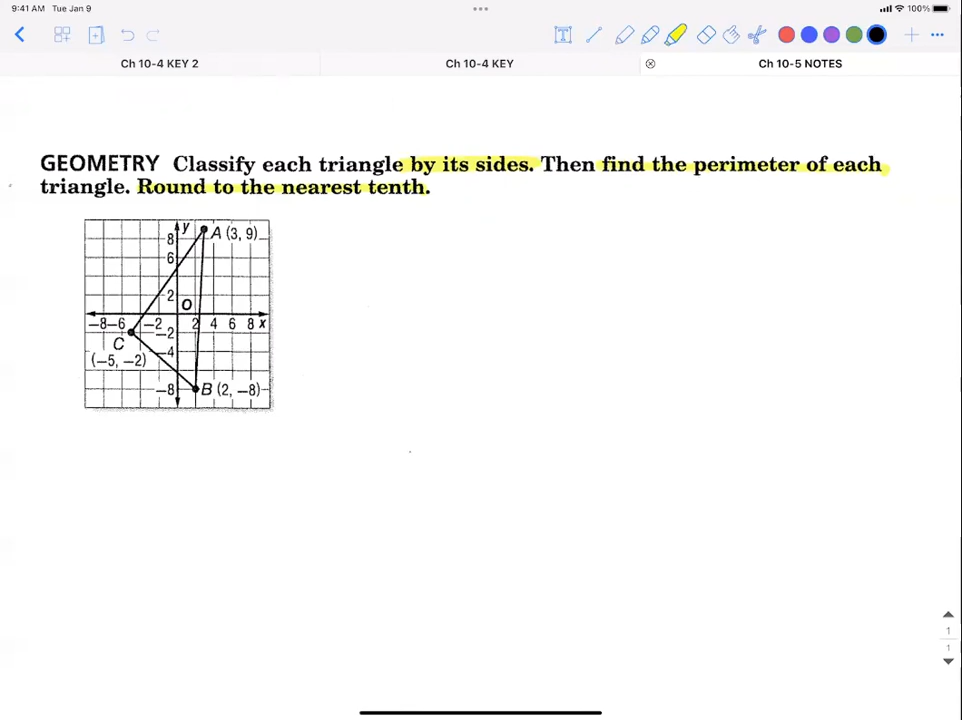 9:41 AM Tue Jan 9
100%
Ch 10-4 KEY 2
Ch 10-4 KEY
Ch 10-5 NOTES
GEOMETRY Classify each triangle by its sides. Then find the perimeter of each
triangle. Round to the nearest tenth.
y
8
A (3, 9)
6
2
O
−8−6 −2 2 4 6 8 x
−2
C
−4
(−5, −2)
−8
B (2, −8)
1
1